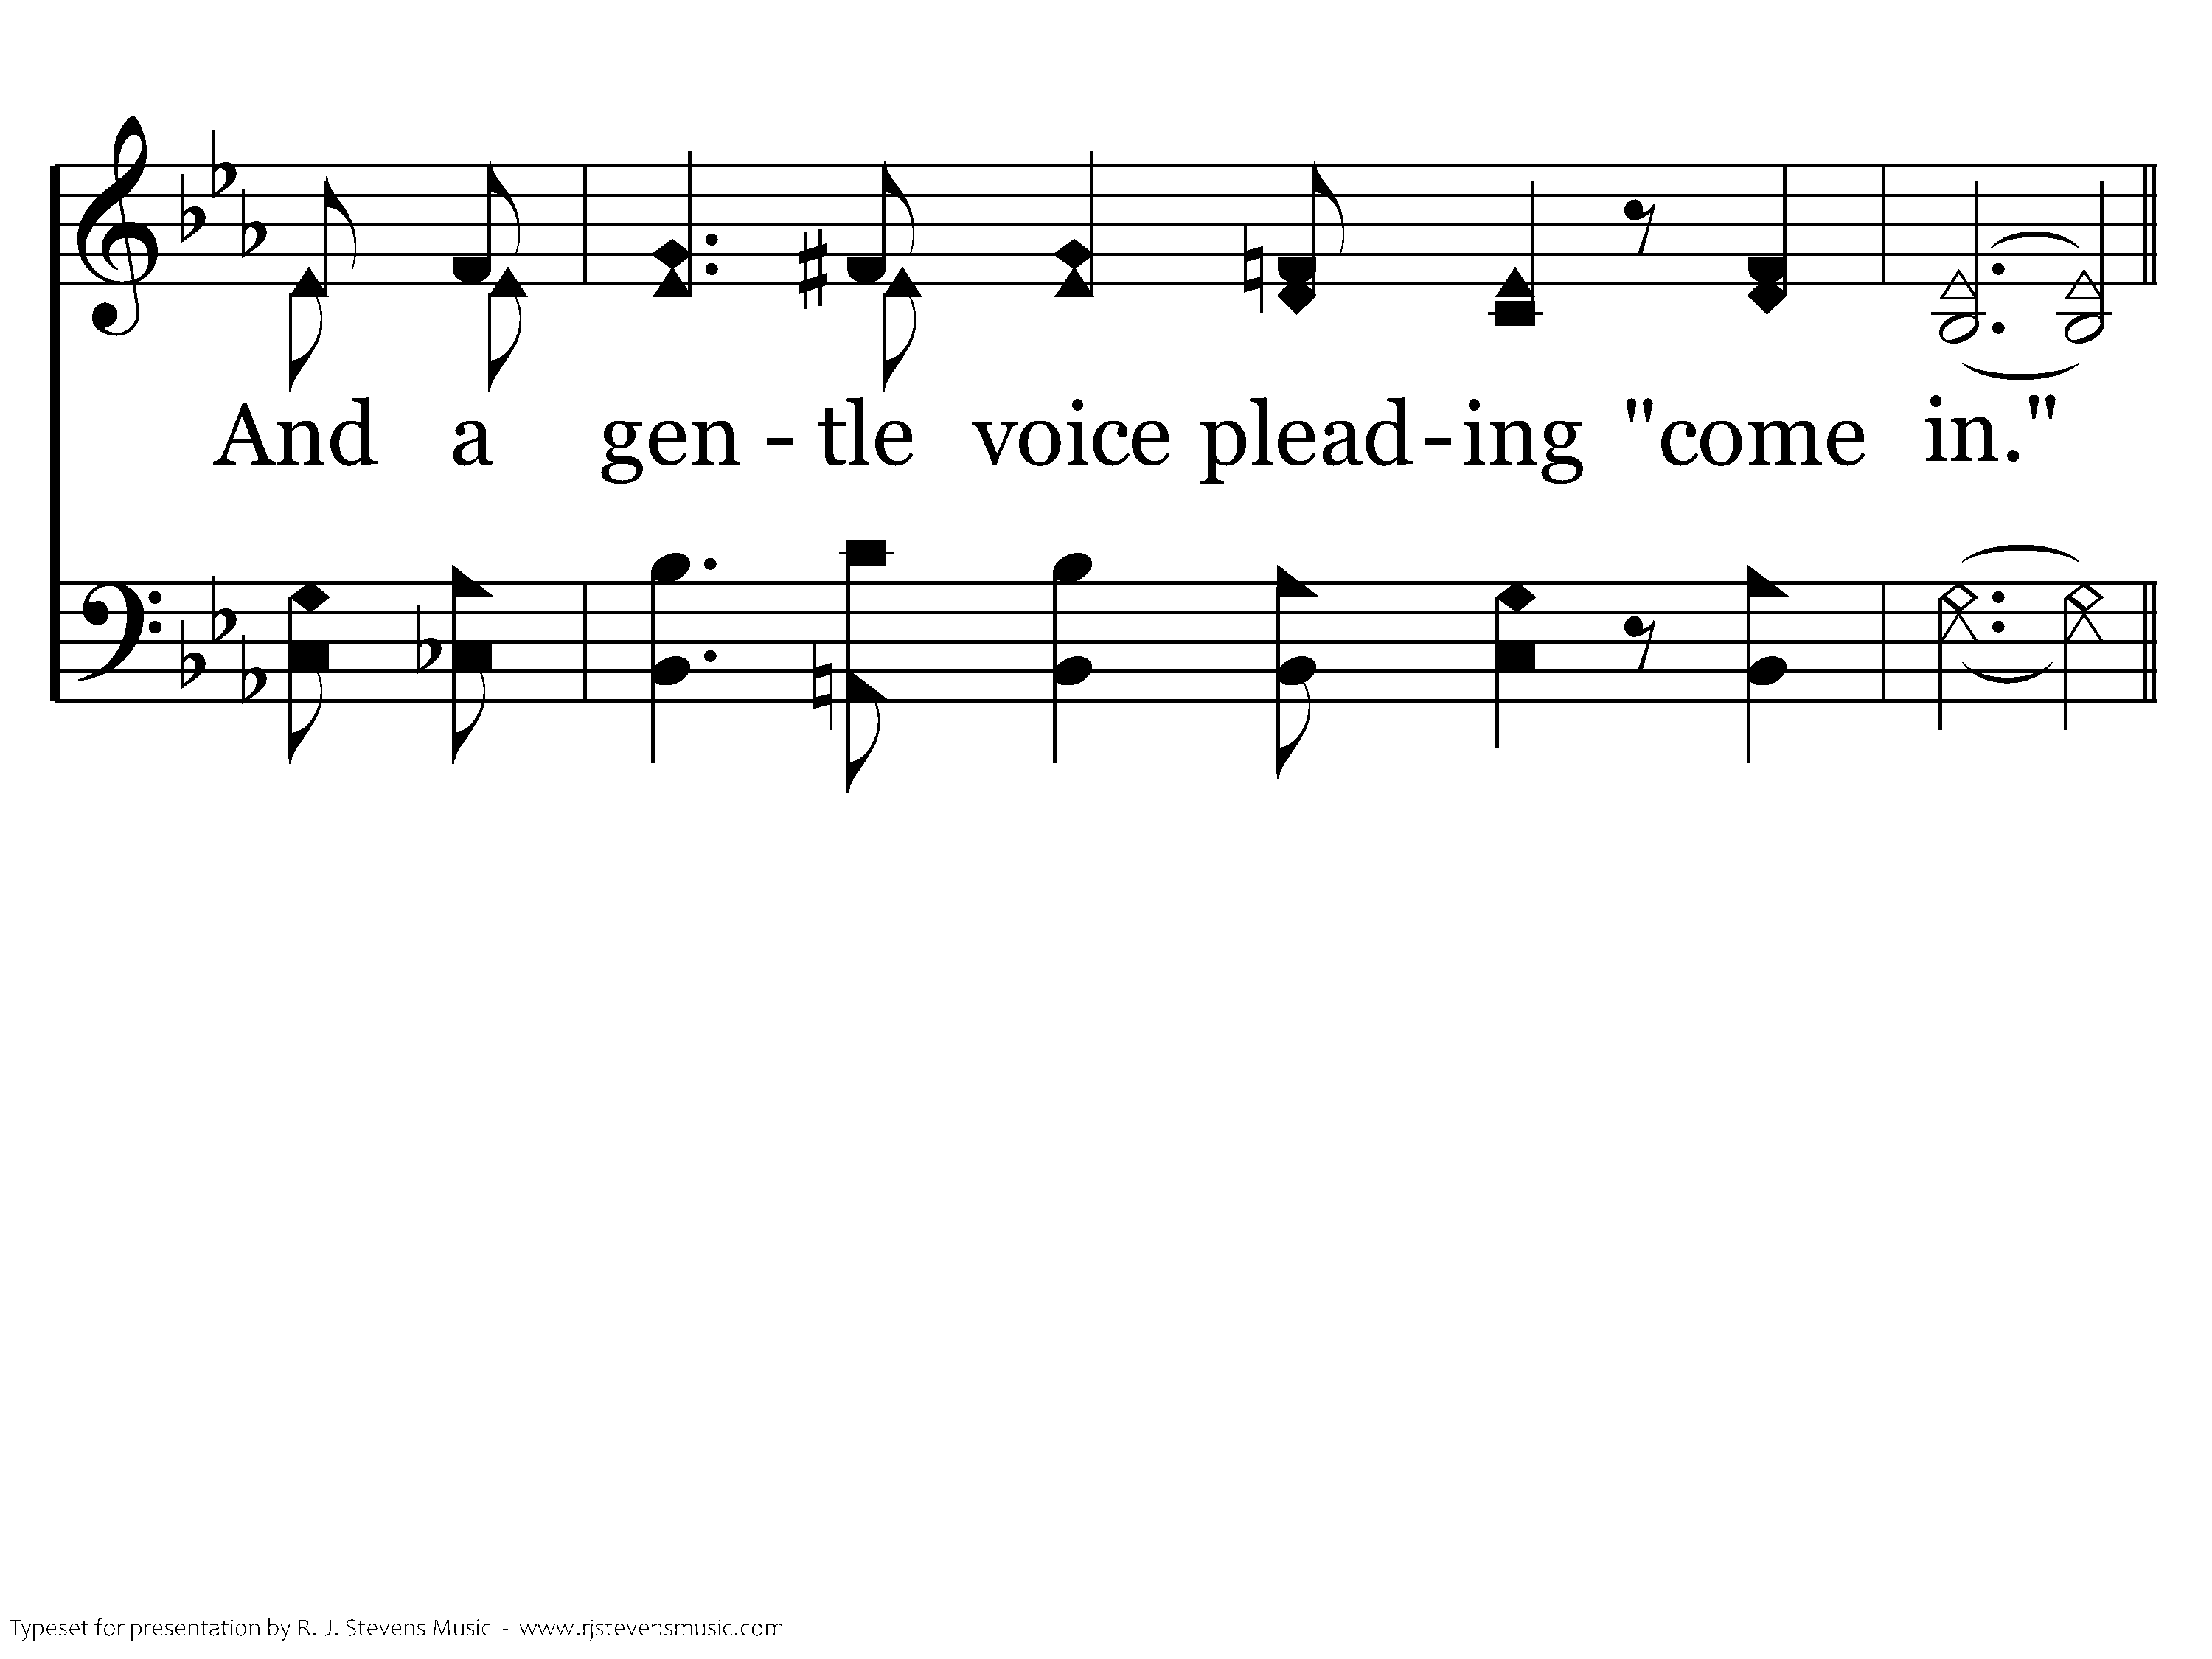 And a gen - tle voice plead - ing "come in."
Typeset for presentation by R. J. Stevens Music - www.rjstevensmusic.com